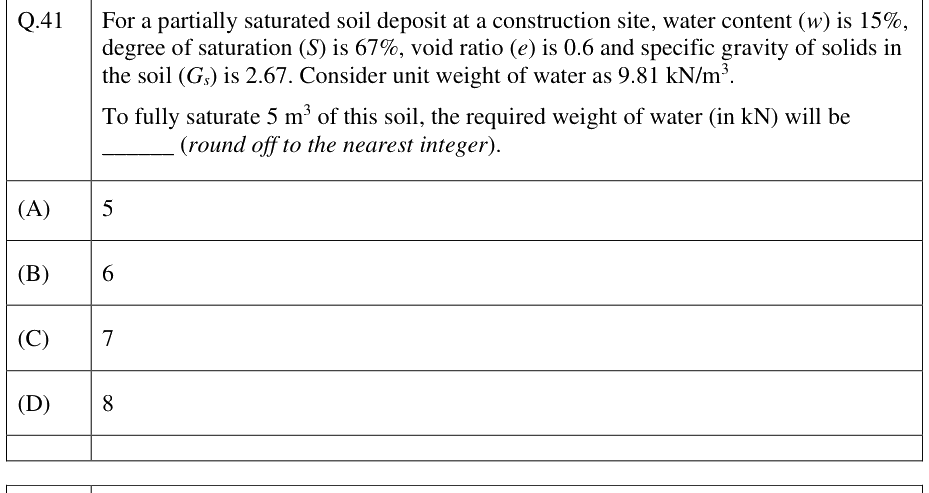 Q.41 For a partially saturated soil deposit at a construction site, water content (w) is 15%,
degree of saturation (S) is 67%, void ratio (e) is 0.6 and specific gravity of solids in
the soil (Gs) is 2.67. Consider unit weight of water as 9.81 kN/m³.
To fully saturate 5 m³ of this soil, the required weight of water (in kN) will be
______ (round off to the nearest integer).
(A) 5
(B) 6
(C) 7
(D) 8